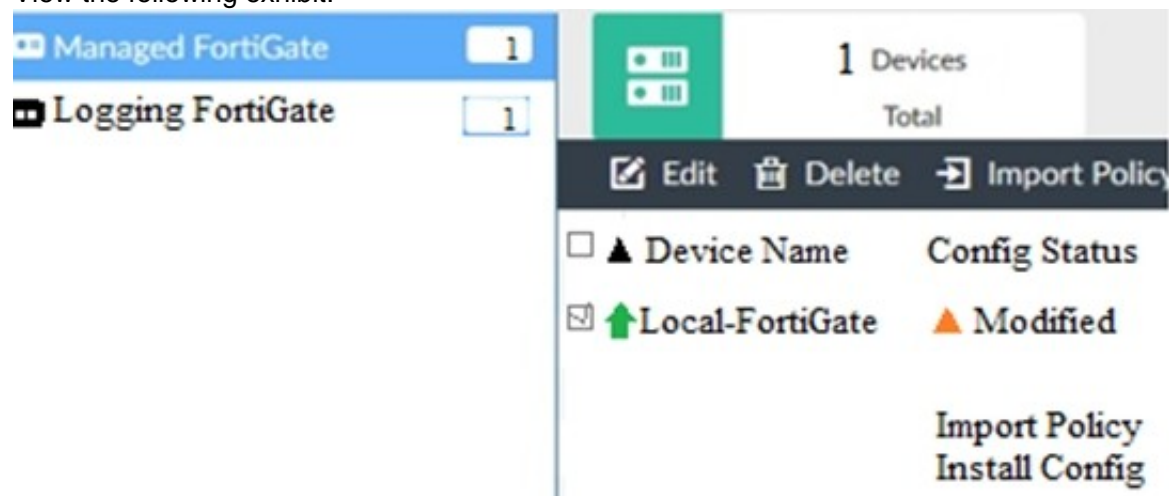 View the following exhibit.
Managed FortiGate 1
Logging FortiGate 1
1 Devices
Total
Edit Delete Import Policy
Device Name Config Status
Local-FortiGate Modified
Import Policy
Install Config